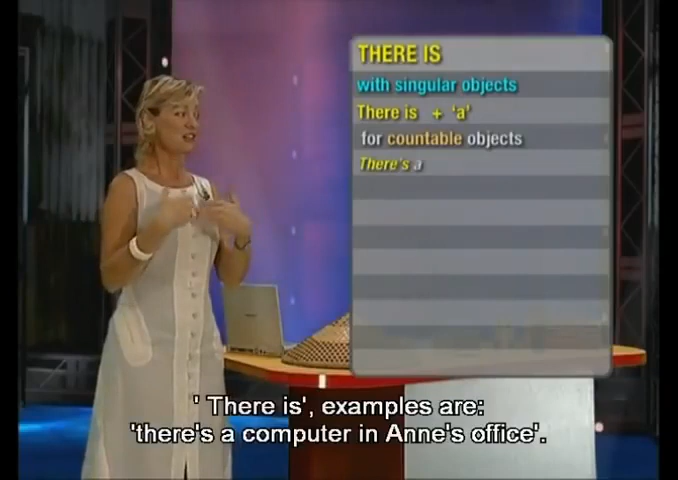 THERE IS
with singular objects
There is + 'a'
for countable objects
There's a
' There is', examples are:
'there's a computer in Anne's office'.